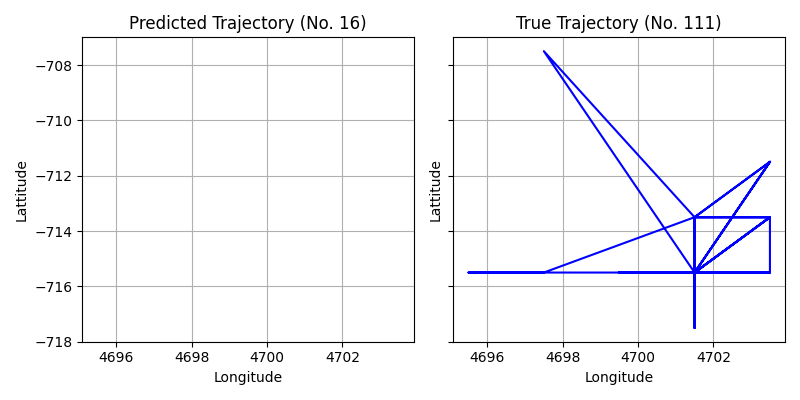 Predicted Trajectory (No. 16)
True Trajectory (No. 111)
Lattitude
−708
−710
−712
−714
−716
−718
4696 4698 4700 4702
Longitude
Lattitude
4696 4698 4700 4702
Longitude